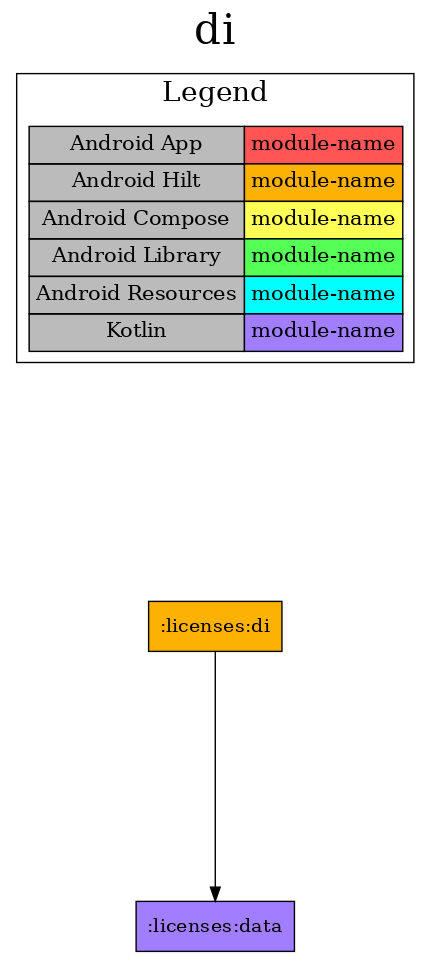 di
Legend
Android App module-name
Android Hilt module-name
Android Compose module-name
Android Library module-name
Android Resources module-name
Kotlin module-name
:licenses:di
:licenses:data